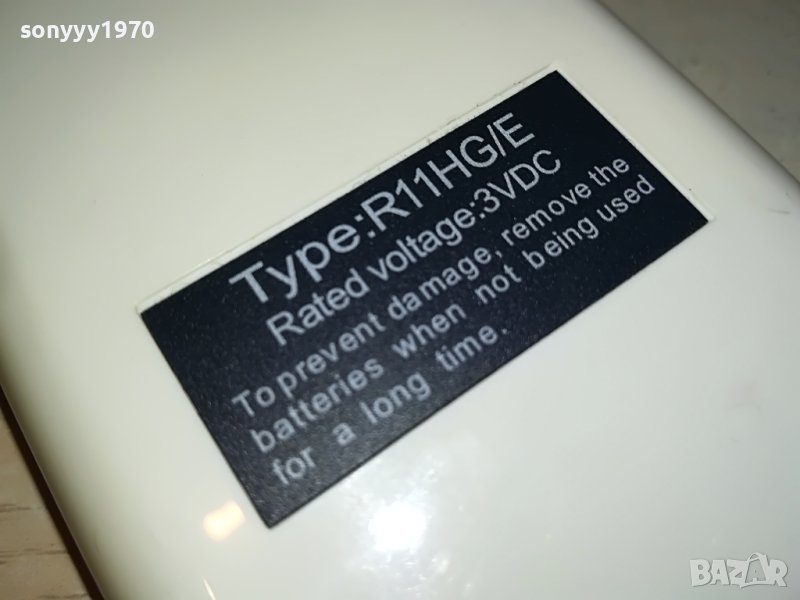 sonyyy1970
Type:R11HG/E
Rated voltage:3VDC
To prevent damage, remove the
batteries when not being used
for a long time.
BAZAR